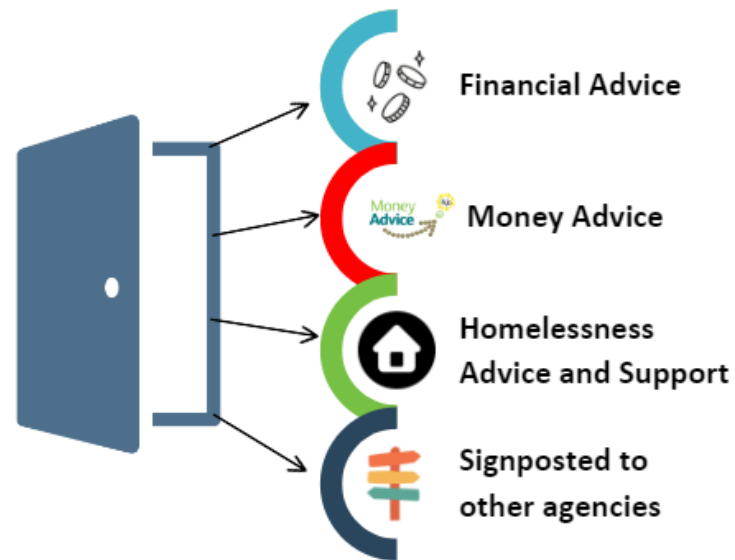 Financial Advice
Money
Advice
Money Advice
Homelessness
Advice and Support
Signposted to
other agencies